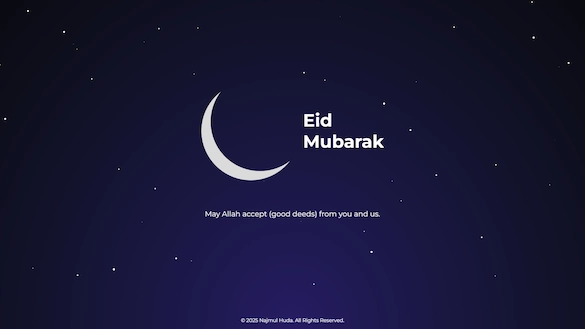 Eid
Mubarak
May Allah accept (good deeds) from you and us.
© 2025 Najmul Huda. All Rights Reserved.